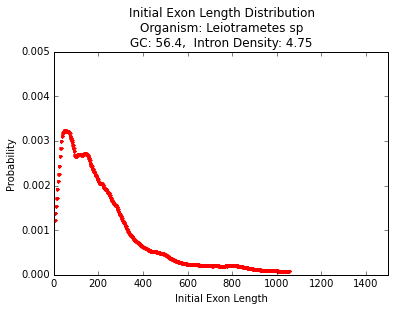 Initial Exon Length Distribution
Organism: Leiotrametes sp
GC: 56.4,  Intron Density: 4.75
0.005
0.004
0.003
0.002
0.001
0.000
Probability
0 200 400 600 800 1000 1200 1400
Initial Exon Length